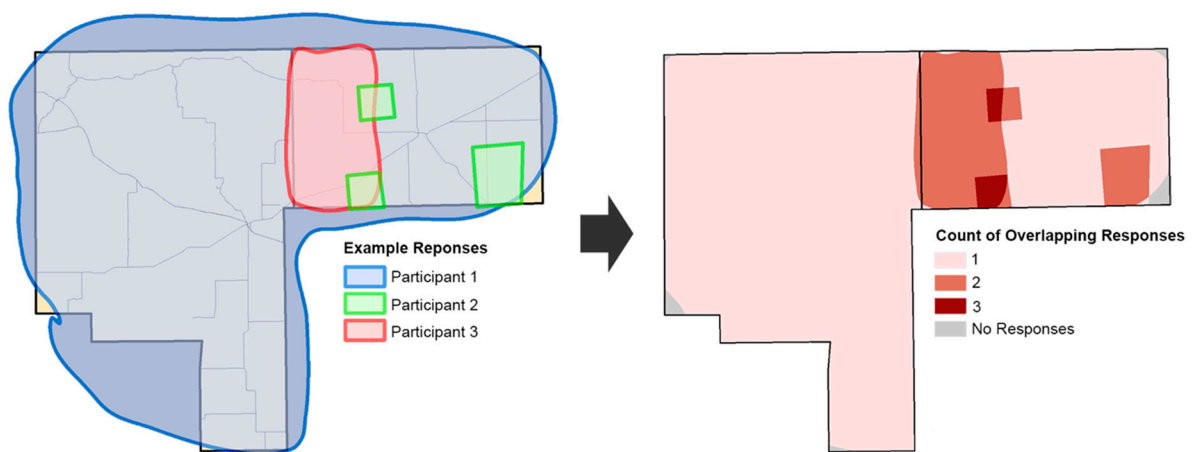 Example Reponses
Participant 1
Participant 2
Participant 3
Count of Overlapping Responses
1
2
3
No Responses